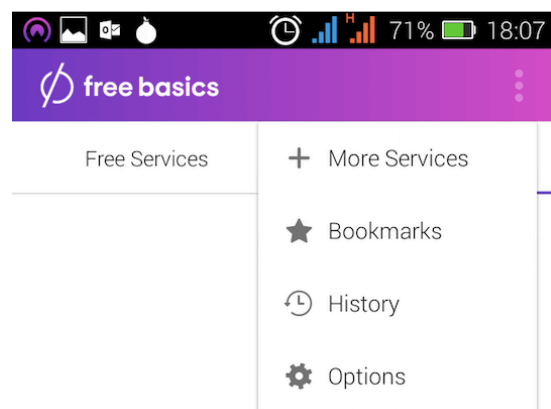 H 71% 18:07
free basics
Free Services
More Services
Bookmarks
History
Options